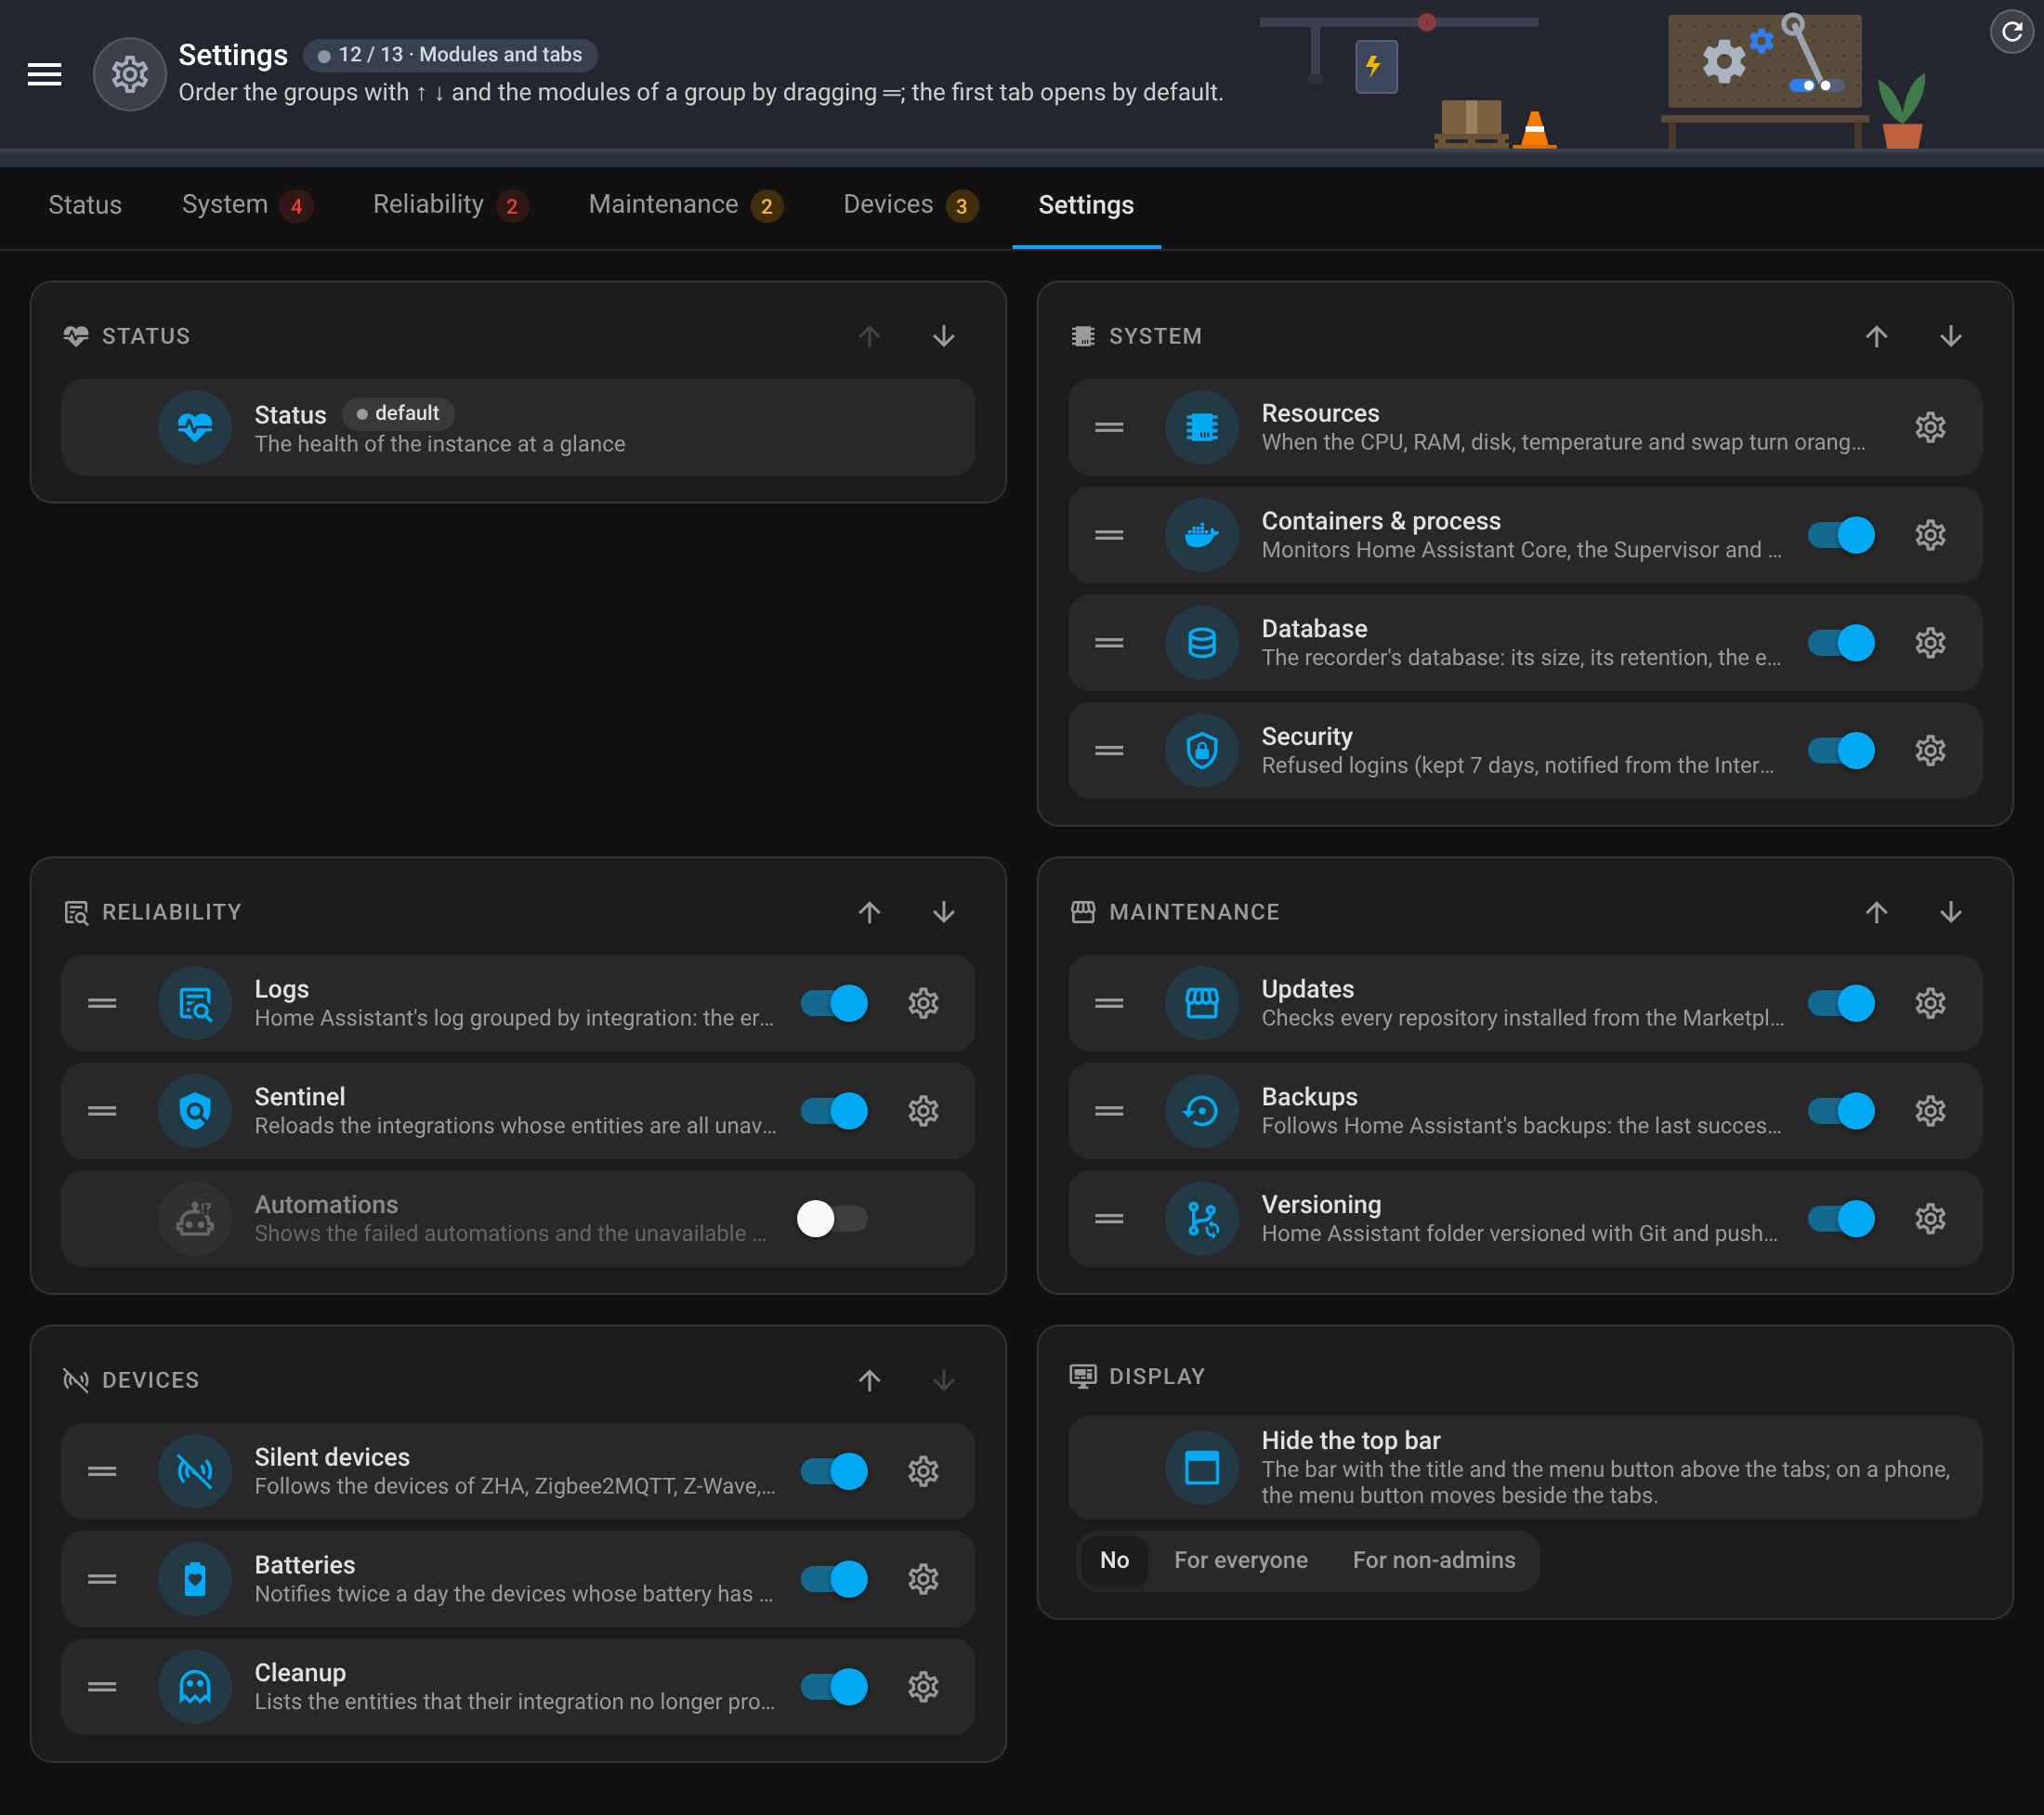 Settings
12 / 13 · Modules and tabs
Order the groups with ↑ ↓ and the modules of a group by dragging ═; the first tab opens by default.
Status
System 4
Reliability 2
Maintenance 2
Devices 3
Settings
STATUS
Status
default
The health of the instance at a glance
SYSTEM
Resources
When the CPU, RAM, disk, temperature and swap turn orang...
Containers & process
Monitors Home Assistant Core, the Supervisor and ...
Database
The recorder's database: its size, its retention, the e...
Security
Refused logins (kept 7 days, notified from the Inter...
RELIABILITY
Logs
Home Assistant's log grouped by integration: the er...
Sentinel
Reloads the integrations whose entities are all unav...
Automations
Shows the failed automations and the unavailable ...
MAINTENANCE
Updates
Checks every repository installed from the Marketpl...
Backups
Follows Home Assistant's backups: the last succes...
Versioning
Home Assistant folder versioned with Git and push...
DEVICES
Silent devices
Follows the devices of ZHA, Zigbee2MQTT, Z-Wave,...
Batteries
Notifies twice a day the devices whose battery has ...
Cleanup
Lists the entities that their integration no longer pro...
DISPLAY
Hide the top bar
The bar with the title and the menu button above the tabs; on a phone,
the menu button moves beside the tabs.
No
For everyone
For non-admins